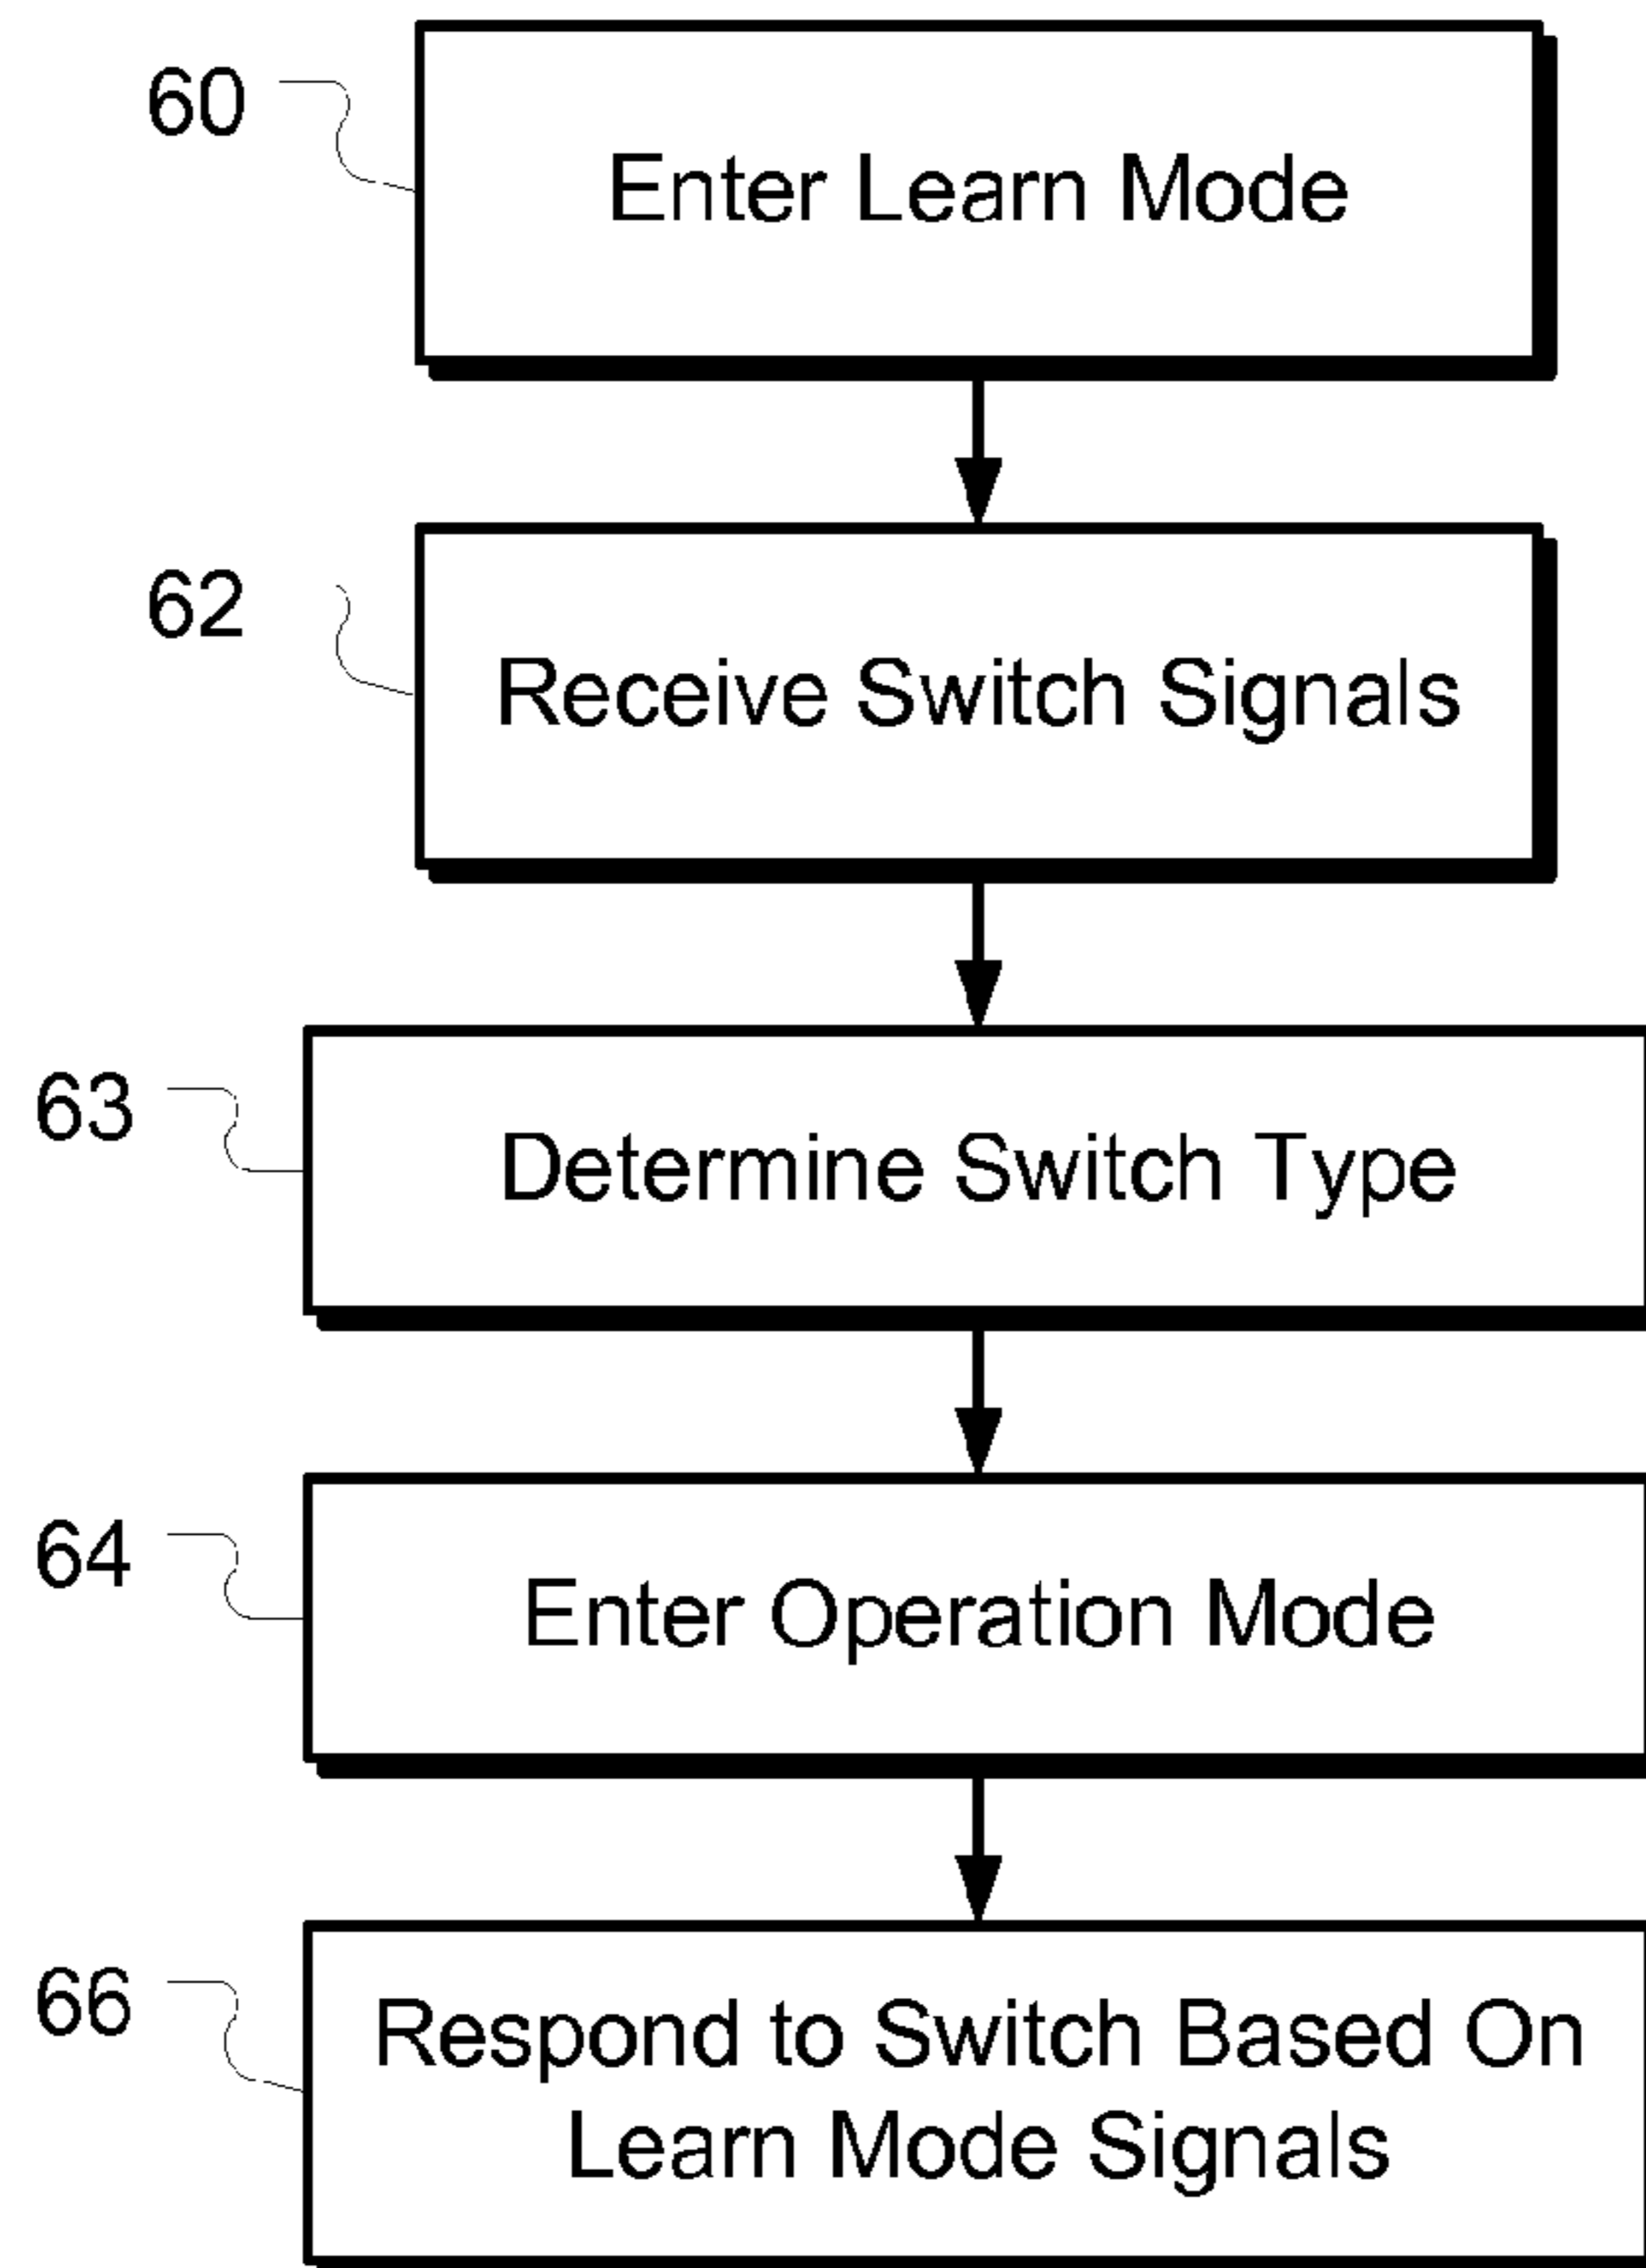 60
Enter Learn Mode
62
Receive Switch Signals
63
Determine Switch Type
64
Enter Operation Mode
66
Respond to Switch Based On
Learn Mode Signals